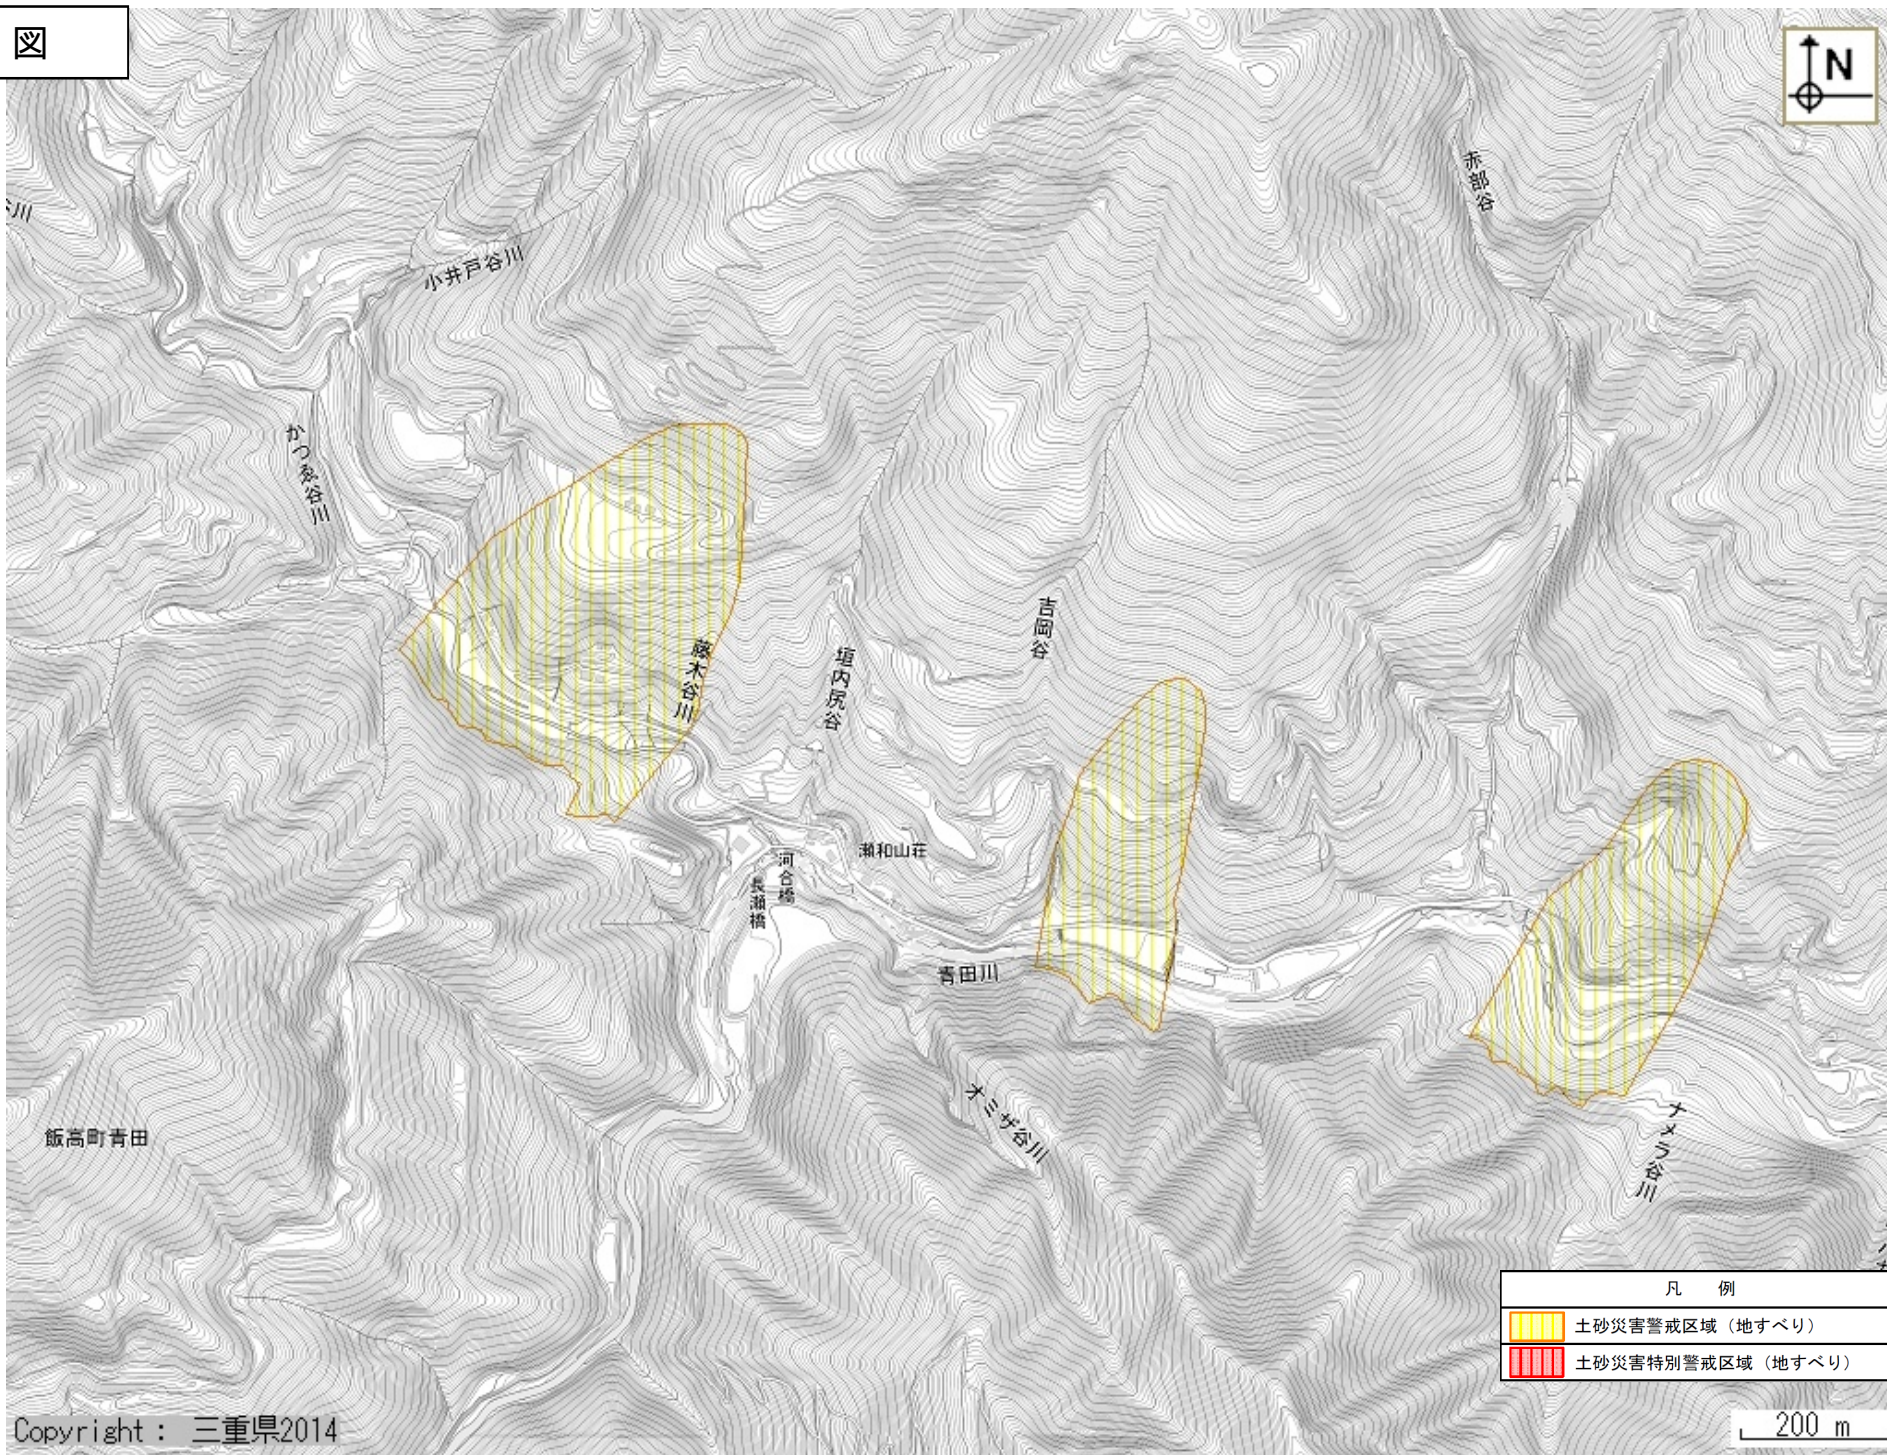 図
N
赤部谷
小井戸谷川
かつゑ谷川
吉岡谷
藤木谷川
垣内尻谷
瀬和山荘
河合橋
長瀬橋
青田川
オミザ谷川
ナメラ谷川
飯高町青田
凡 例
土砂災害警戒区域（地すべり）
土砂災害特別警戒区域（地すべり）
Copyright： 三重県2014
200 m